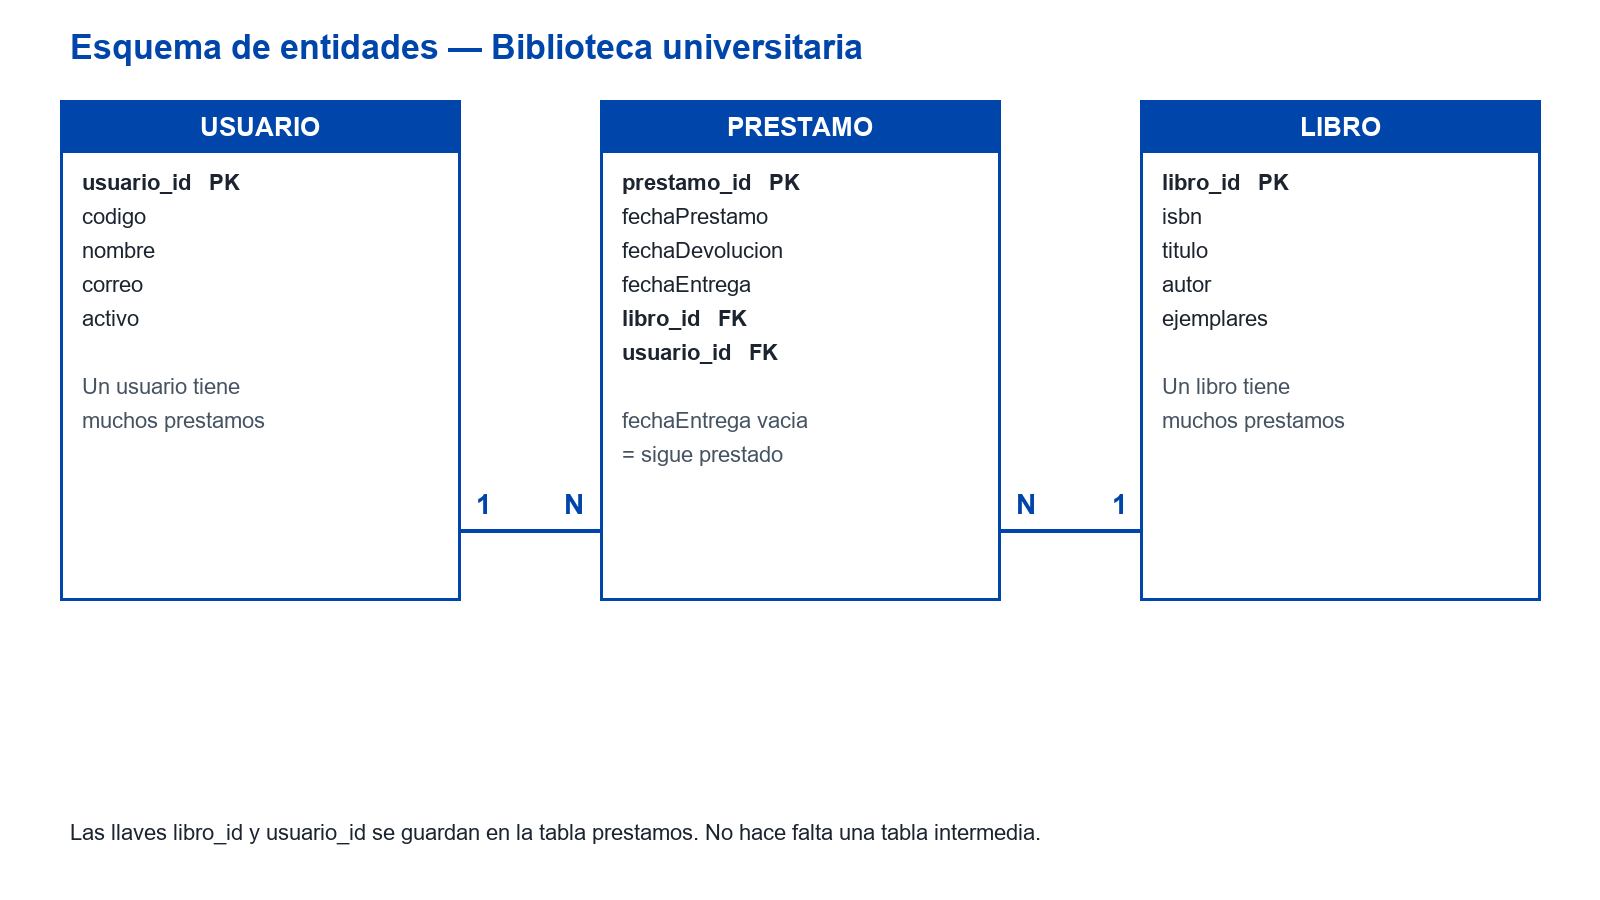 Esquema de entidades — Biblioteca universitaria
USUARIO
usuario_id PK
codigo
nombre
correo
activo
Un usuario tiene
muchos prestamos
1 N
PRESTAMO
prestamo_id PK
fechaPrestamo
fechaDevolucion
fechaEntrega
libro_id FK
usuario_id FK
fechaEntrega vacia
= sigue prestado
N 1
LIBRO
libro_id PK
isbn
titulo
autor
ejemplares
Un libro tiene
muchos prestamos
Las llaves libro_id y usuario_id se guardan en la tabla prestamos. No hace falta una tabla intermedia.